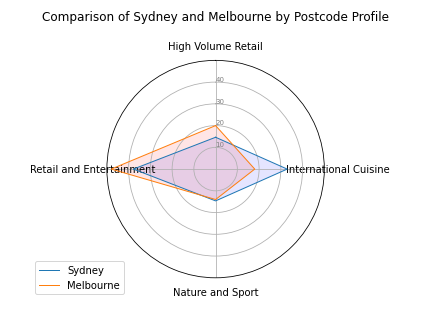 Comparison of Sydney and Melbourne by Postcode Profile
High Volume Retail
40
30
20
10
Retail and Entertainment
International Cuisine
Nature and Sport
Sydney
Melbourne